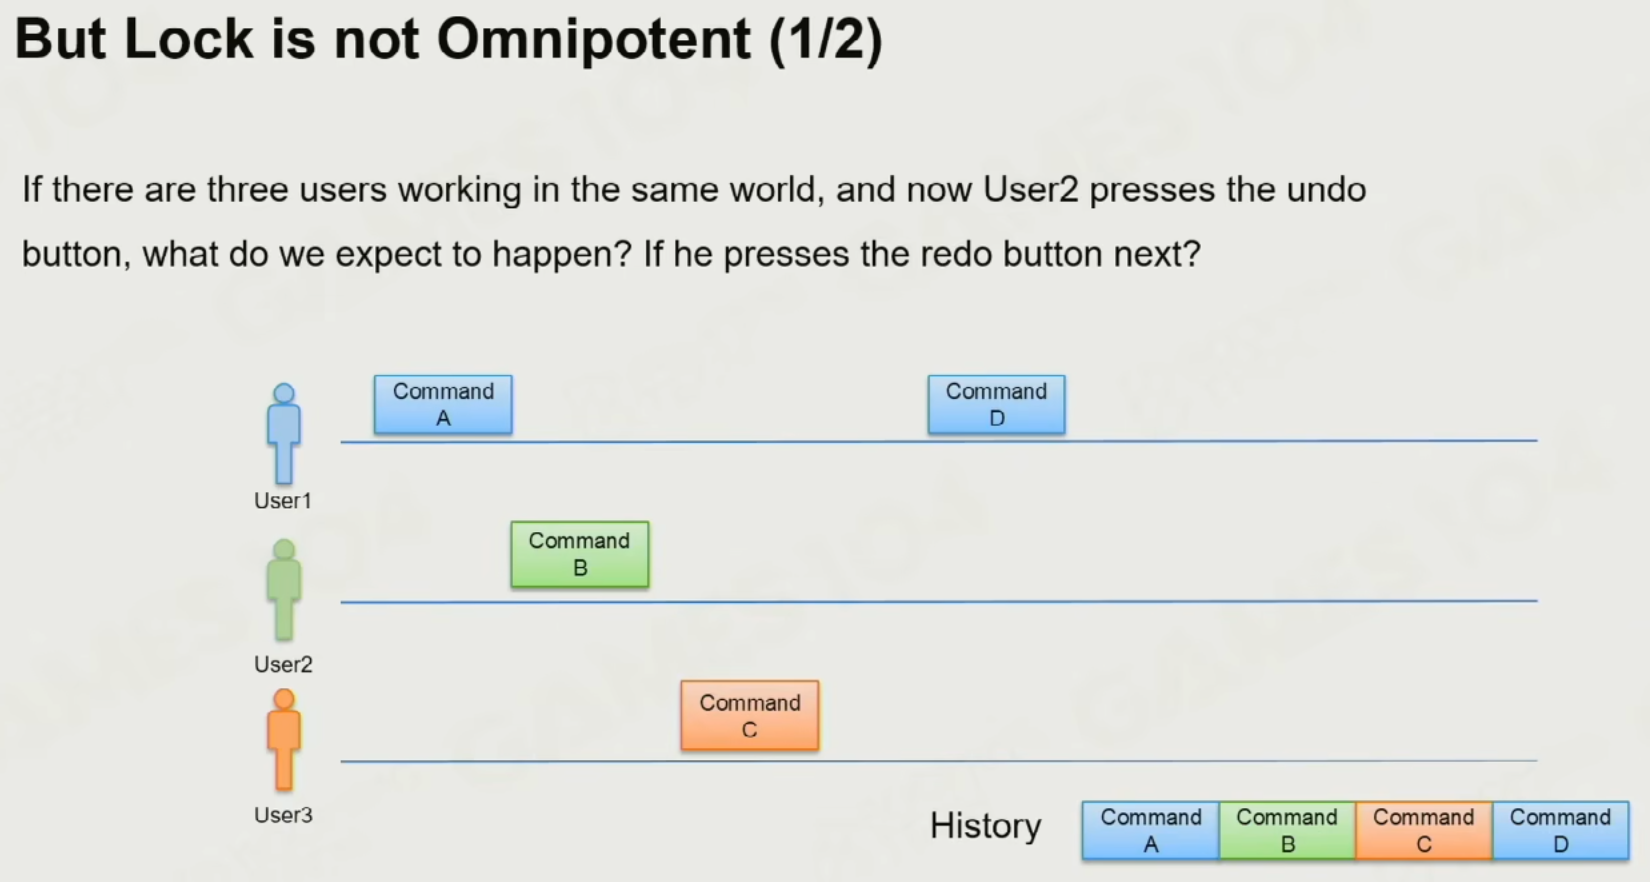 But Lock is not Omnipotent (1/2)
If there are three users working in the same world, and now User2 presses the undo
button, what do we expect to happen? If he presses the redo button next?
Command
A
Command
D
User1
Command
B
User2
Command
C
User3
History
Command
A
Command
B
Command
C
Command
D
GAMES104